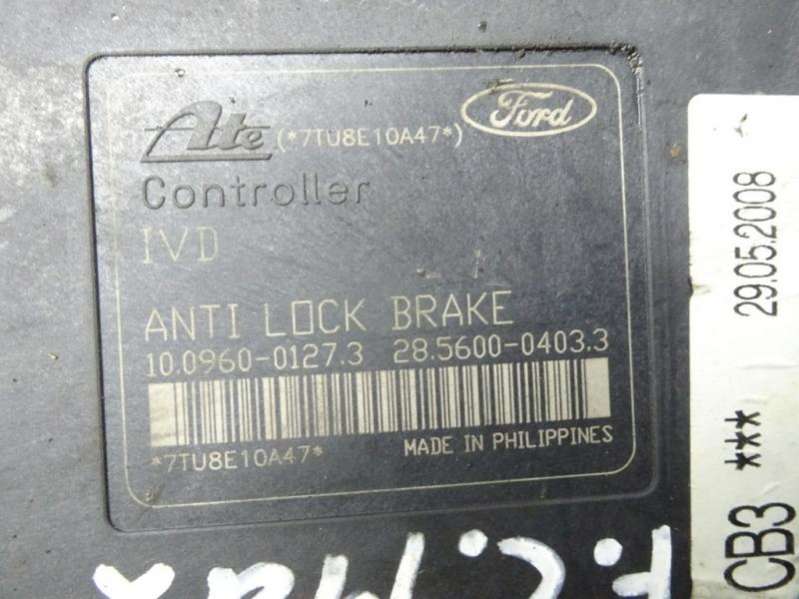 Ate (*7TU8E10A47*) Ford
Controller
IVD
ANTI LOCK BRAKE
10.0960-0127.3 28.5600-0403.3
*7TU8E10A47* MADE IN PHILIPPINES
CB3 *** 29.05.2008